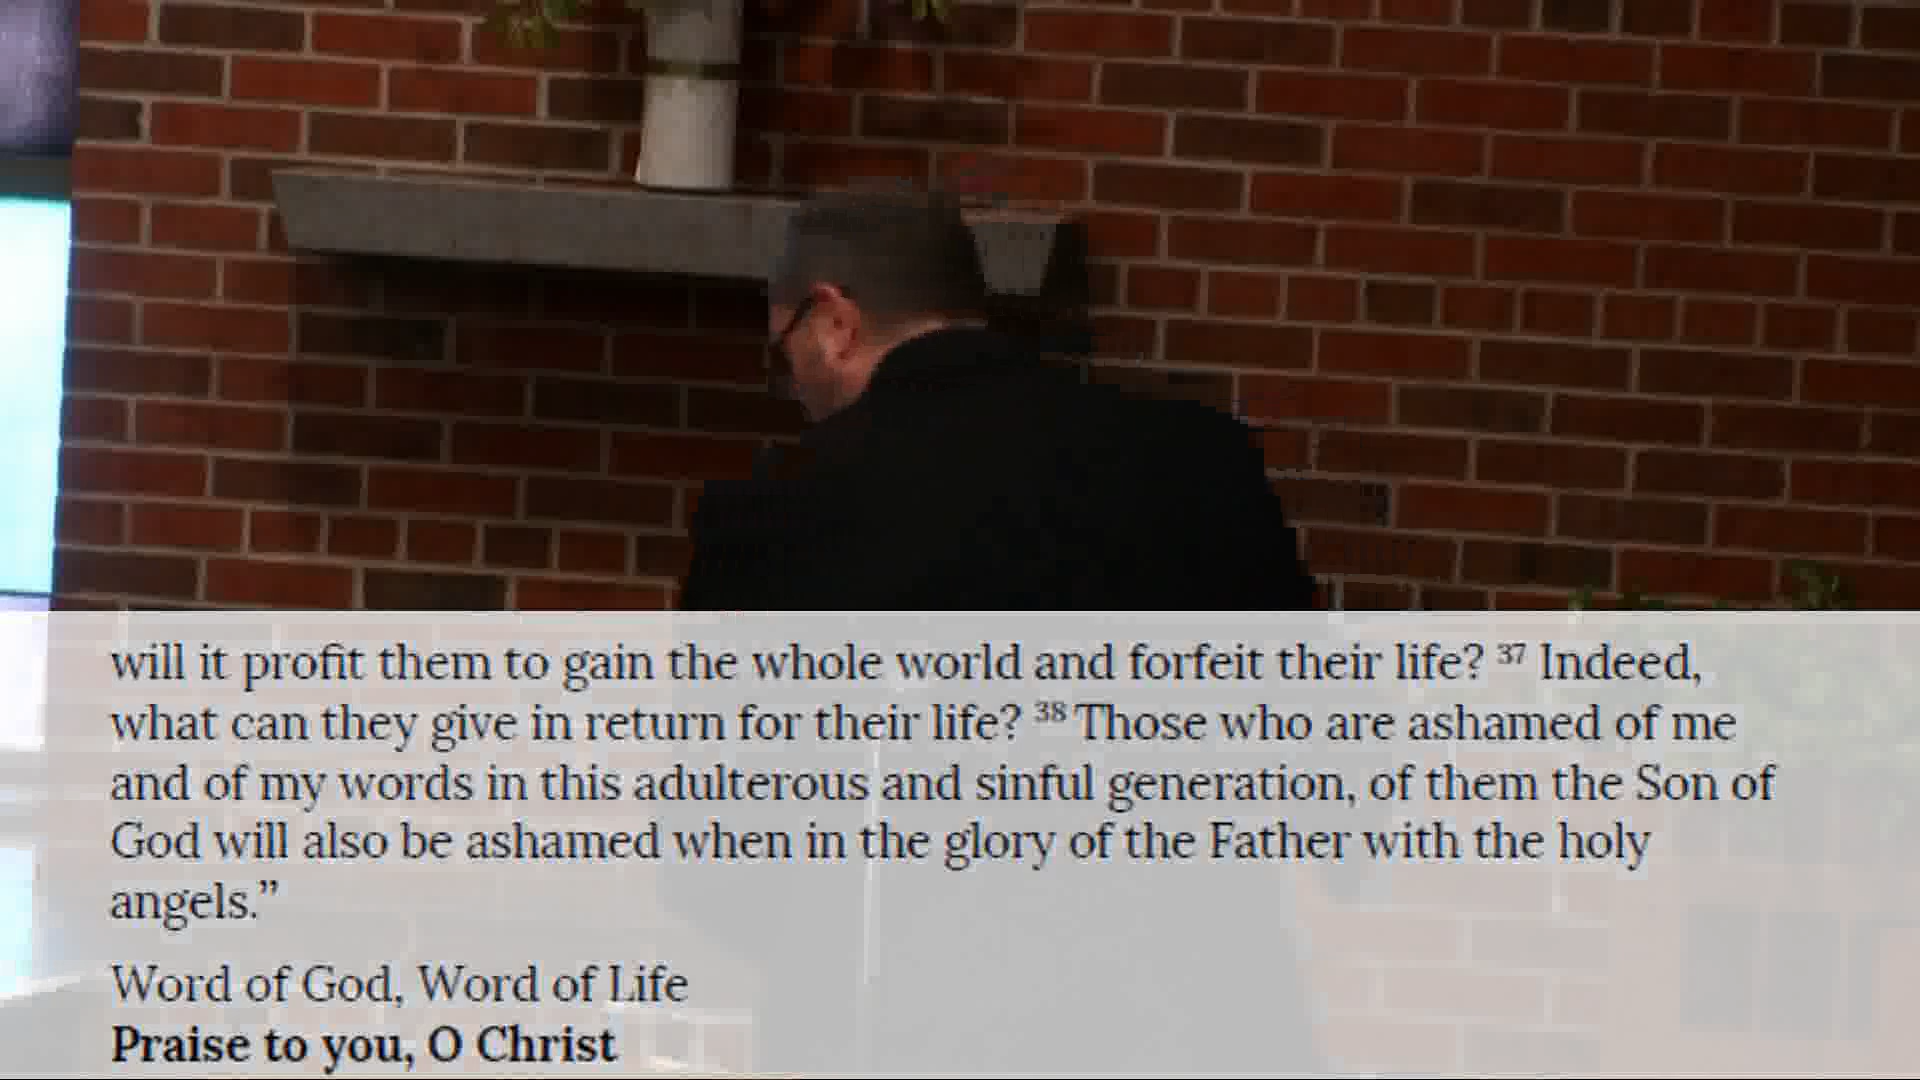 will it profit them to gain the whole world and forfeit their life? ³⁷ Indeed,
what can they give in return for their life? ³⁸ Those who are ashamed of me
and of my words in this adulterous and sinful generation, of them the Son of
God will also be ashamed when in the glory of the Father with the holy
angels.”
Word of God, Word of Life
Praise to you, O Christ